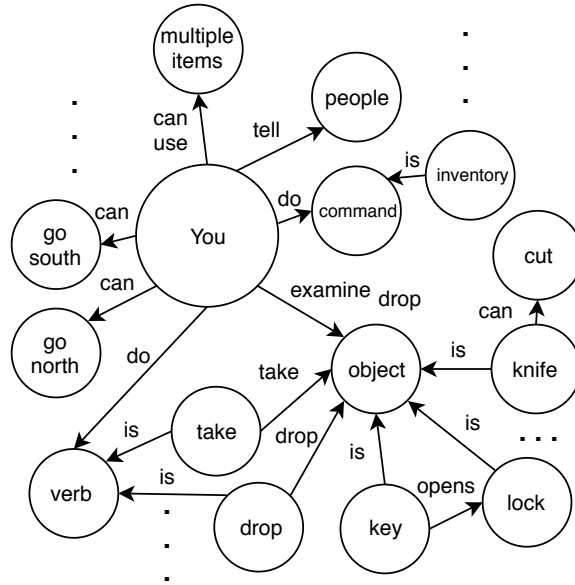 multiple
items
people
can
use
tell
is
inventory
do
command
You
can
go
south
cut
can
go
north
examine
drop
can
do
object
is
knife
take
is
take
is
drop
is
verb
is
opens
lock
drop
key